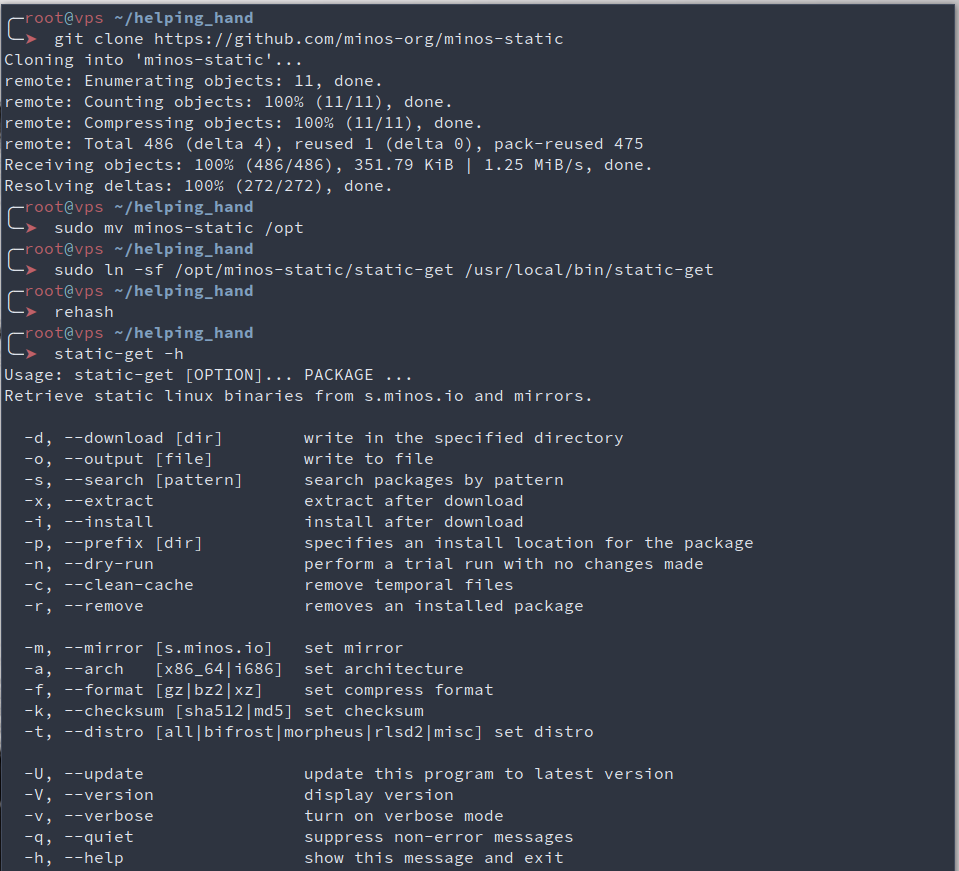 root@vps ~/helping_hand
➤ git clone https://github.com/minos-org/minos-static
Cloning into 'minos-static'...
remote: Enumerating objects: 11, done.
remote: Counting objects: 100% (11/11), done.
remote: Compressing objects: 100% (11/11), done.
remote: Total 486 (delta 4), reused 1 (delta 0), pack-reused 475
Receiving objects: 100% (486/486), 351.79 KiB | 1.25 MiB/s, done.
Resolving deltas: 100% (272/272), done.
root@vps ~/helping_hand
➤ sudo mv minos-static /opt
root@vps ~/helping_hand
➤ sudo ln -sf /opt/minos-static/static-get /usr/local/bin/static-get
root@vps ~/helping_hand
➤ rehash
root@vps ~/helping_hand
➤ static-get -h
Usage: static-get [OPTION]... PACKAGE ...
Retrieve static linux binaries from s.minos.io and mirrors.
-d, --download [dir] write in the specified directory
-o, --output [file] write to file
-s, --search [pattern] search packages by pattern
-x, --extract extract after download
-i, --install install after download
-p, --prefix [dir] specifies an install location for the package
-n, --dry-run perform a trial run with no changes made
-c, --clean-cache remove temporal files
-r, --remove removes an installed package
-m, --mirror [s.minos.io] set mirror
-a, --arch [x86_64|i686] set architecture
-f, --format [gz|bz2|xz] set compress format
-k, --checksum [sha512|md5] set checksum
-t, --distro [all|bifrost|morpheus|rlsd2|misc] set distro
-U, --update update this program to latest version
-V, --version display version
-v, --verbose turn on verbose mode
-q, --quiet suppress non-error messages
-h, --help show this message and exit